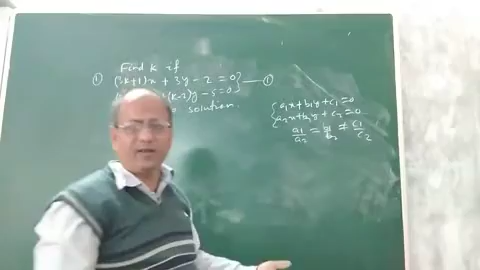 Find k if
① (3k+1)x + 3y - 2 = 0} — ①
(k-2)y - 5 = 0}
solution.
{a₁x + b₁y + c₁ = 0
a₂x + b₂y + c₂ = 0
a₁/a₂ = b₁/b₂ ≠ c₁/c₂